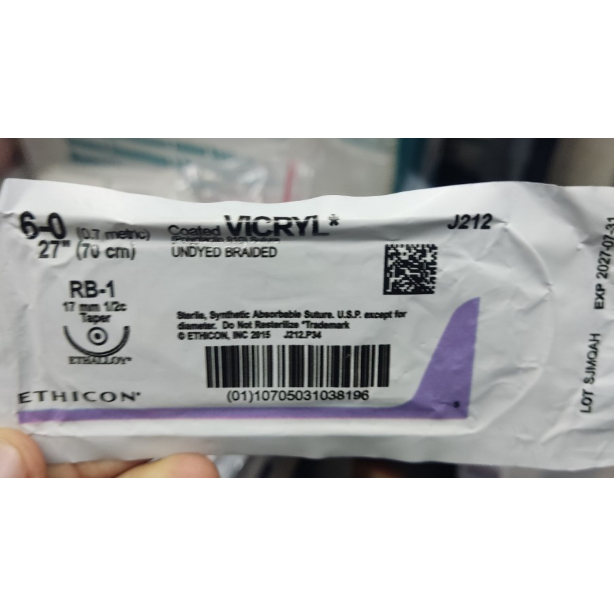 6-0 (0.7 metric)
27" (70 cm)
Coated VICRYL*
UNDYED BRAIDED
J212
RB-1
17 mm 1/2c
Taper
ETHALLOY*
Sterile, Synthetic Absorbable Suture. U.S.P. except for
diameter. Do Not Resterilize *Trademark
© ETHICON, INC 2015 J212.P34
(01)10705031038196
ETHICON*
LOT SJMQAH EXP 2027-07-31